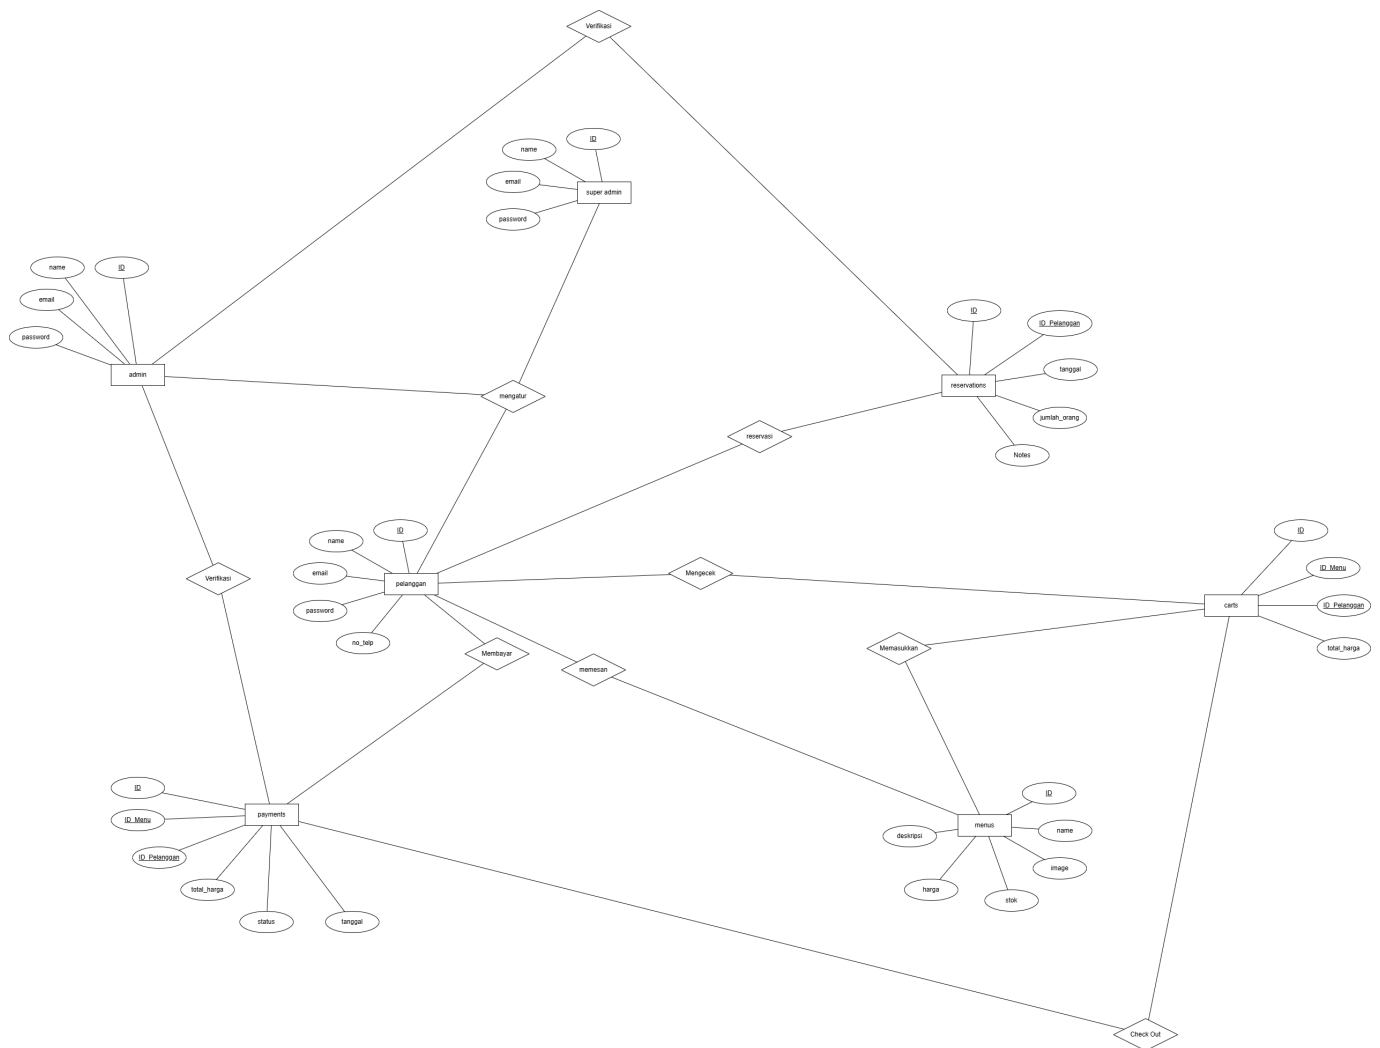 Verifikasi
ID
name
super admin
email
password
name
ID
email
password
admin
mengatur
ID
ID_Pelanggan
tanggal
reservations
jumlah_orang
Notes
reservasi
ID
name
email
pelanggan
password
no_telp
Verifikasi
Mengecek
Membayar
memesan
Memasukkan
ID
ID_Menu
carts
ID_Pelanggan
total_harga
ID
ID_Menu
payments
ID_Pelanggan
total_harga
status
tanggal
ID
menus
name
deskripsi
image
harga
stok
Check Out